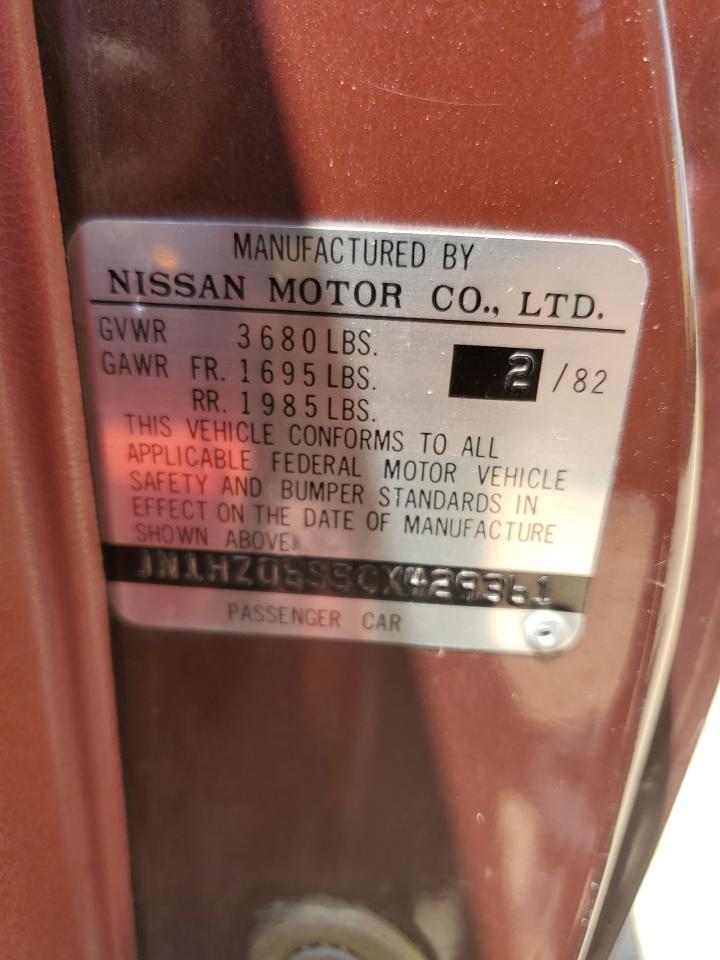 MANUFACTURED BY
NISSAN MOTOR CO., LTD.
GVWR 3680 LBS.
GAWR FR. 1695 LBS. 2 /82
RR. 1985 LBS.
THIS VEHICLE CONFORMS TO ALL
APPLICABLE FEDERAL MOTOR VEHICLE
SAFETY AND BUMPER STANDARDS IN
EFFECT ON THE DATE OF MANUFACTURE
SHOWN ABOVE.
JN1HZ06S5CX429361
PASSENGER CAR